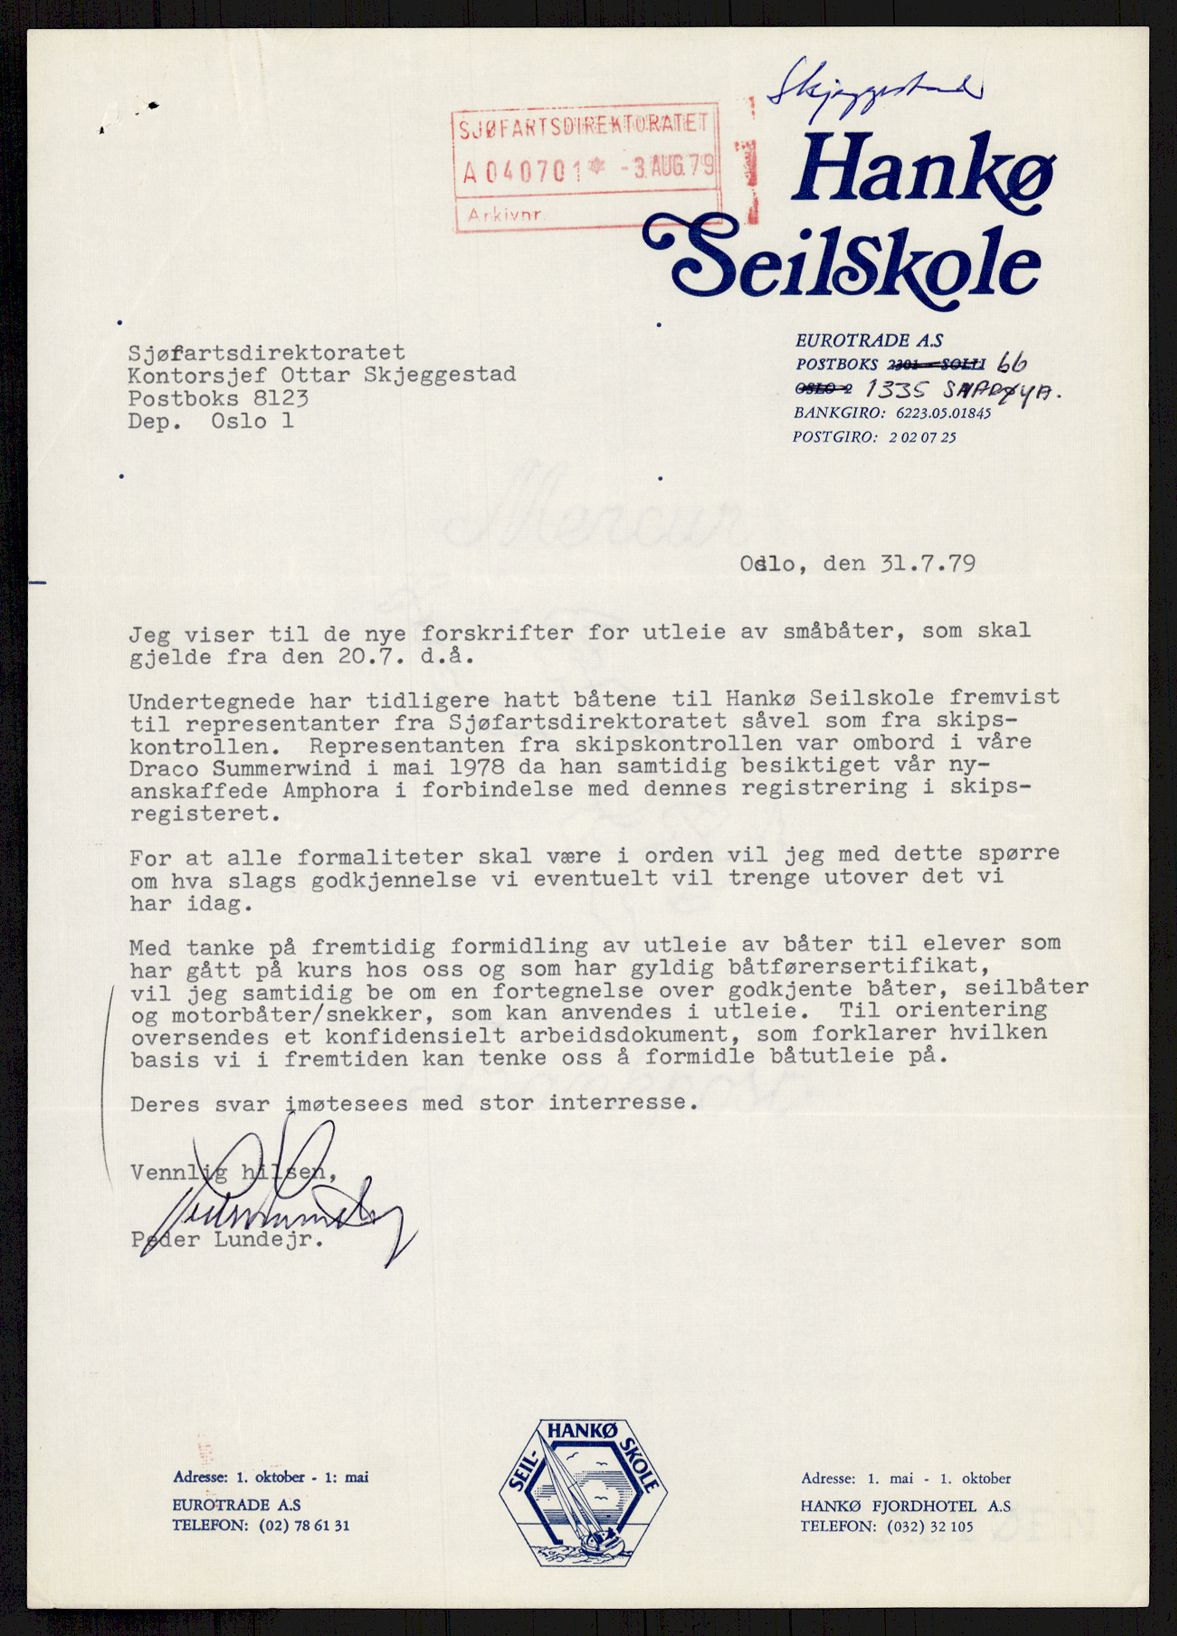 Skjeggestad
SJØFARTSDIREKTORATET
A 040701* - 3.AUG.79
Arkivnr.
Hankø
Seilskole
EUROTRADE A.S
POSTBOKS 2301 - SOLLI 66
OSLO 2 1335 SNARØYA.
BANKGIRO: 6223.05.01845
POSTGIRO: 2 02 07 25
Sjøfartsdirektoratet
Kontorsjef Ottar Skjeggestad
Postboks 8123
Dep. Oslo 1
Mercur
Oslo, den 31.7.79
Jeg viser til de nye forskrifter for utleie av småbåter, som skal
gjelde fra den 20.7. d.å.
Undertegnede har tidligere hatt båtene til Hankø Seilskole fremvist
til representanter fra Sjøfartsdirektoratet såvel som fra skips-
kontrollen. Representanten fra skipskontrollen var ombord i våre
Draco Summerwind i mai 1978 da han samtidig besiktiget vår ny-
anskaffede Amphora i forbindelse med dennes registrering i skips-
registeret.
For at alle formaliteter skal være i orden vil jeg med dette spørre
om hva slags godkjennelse vi eventuelt vil trenge utover det vi
har idag.
Med tanke på fremtidig formidling av utleie av båter til elever som
har gått på kurs hos oss og som har gyldig båtførersertifikat,
vil jeg samtidig be om en fortegnelse over godkjente båter, seilbåter
og motorbåter/snekker, som kan anvendes i utleie. Til orientering
oversendes et konfidensielt arbeidsdokument, som forklarer hvilken
basis vi i fremtiden kan tenke oss å formidle båtutleie på.
Deres svar imøtesees med stor interresse.
Vennlig hilsen,
Peder Lundejr.
HANKØ
SEIL-
SKOLE
Adresse: 1. oktober - 1: mai
EUROTRADE A.S
TELEFON: (02) 78 61 31
Adresse: 1. mai - 1. oktober
HANKØ FJORDHOTEL A.S
TELEFON: (032) 32 105